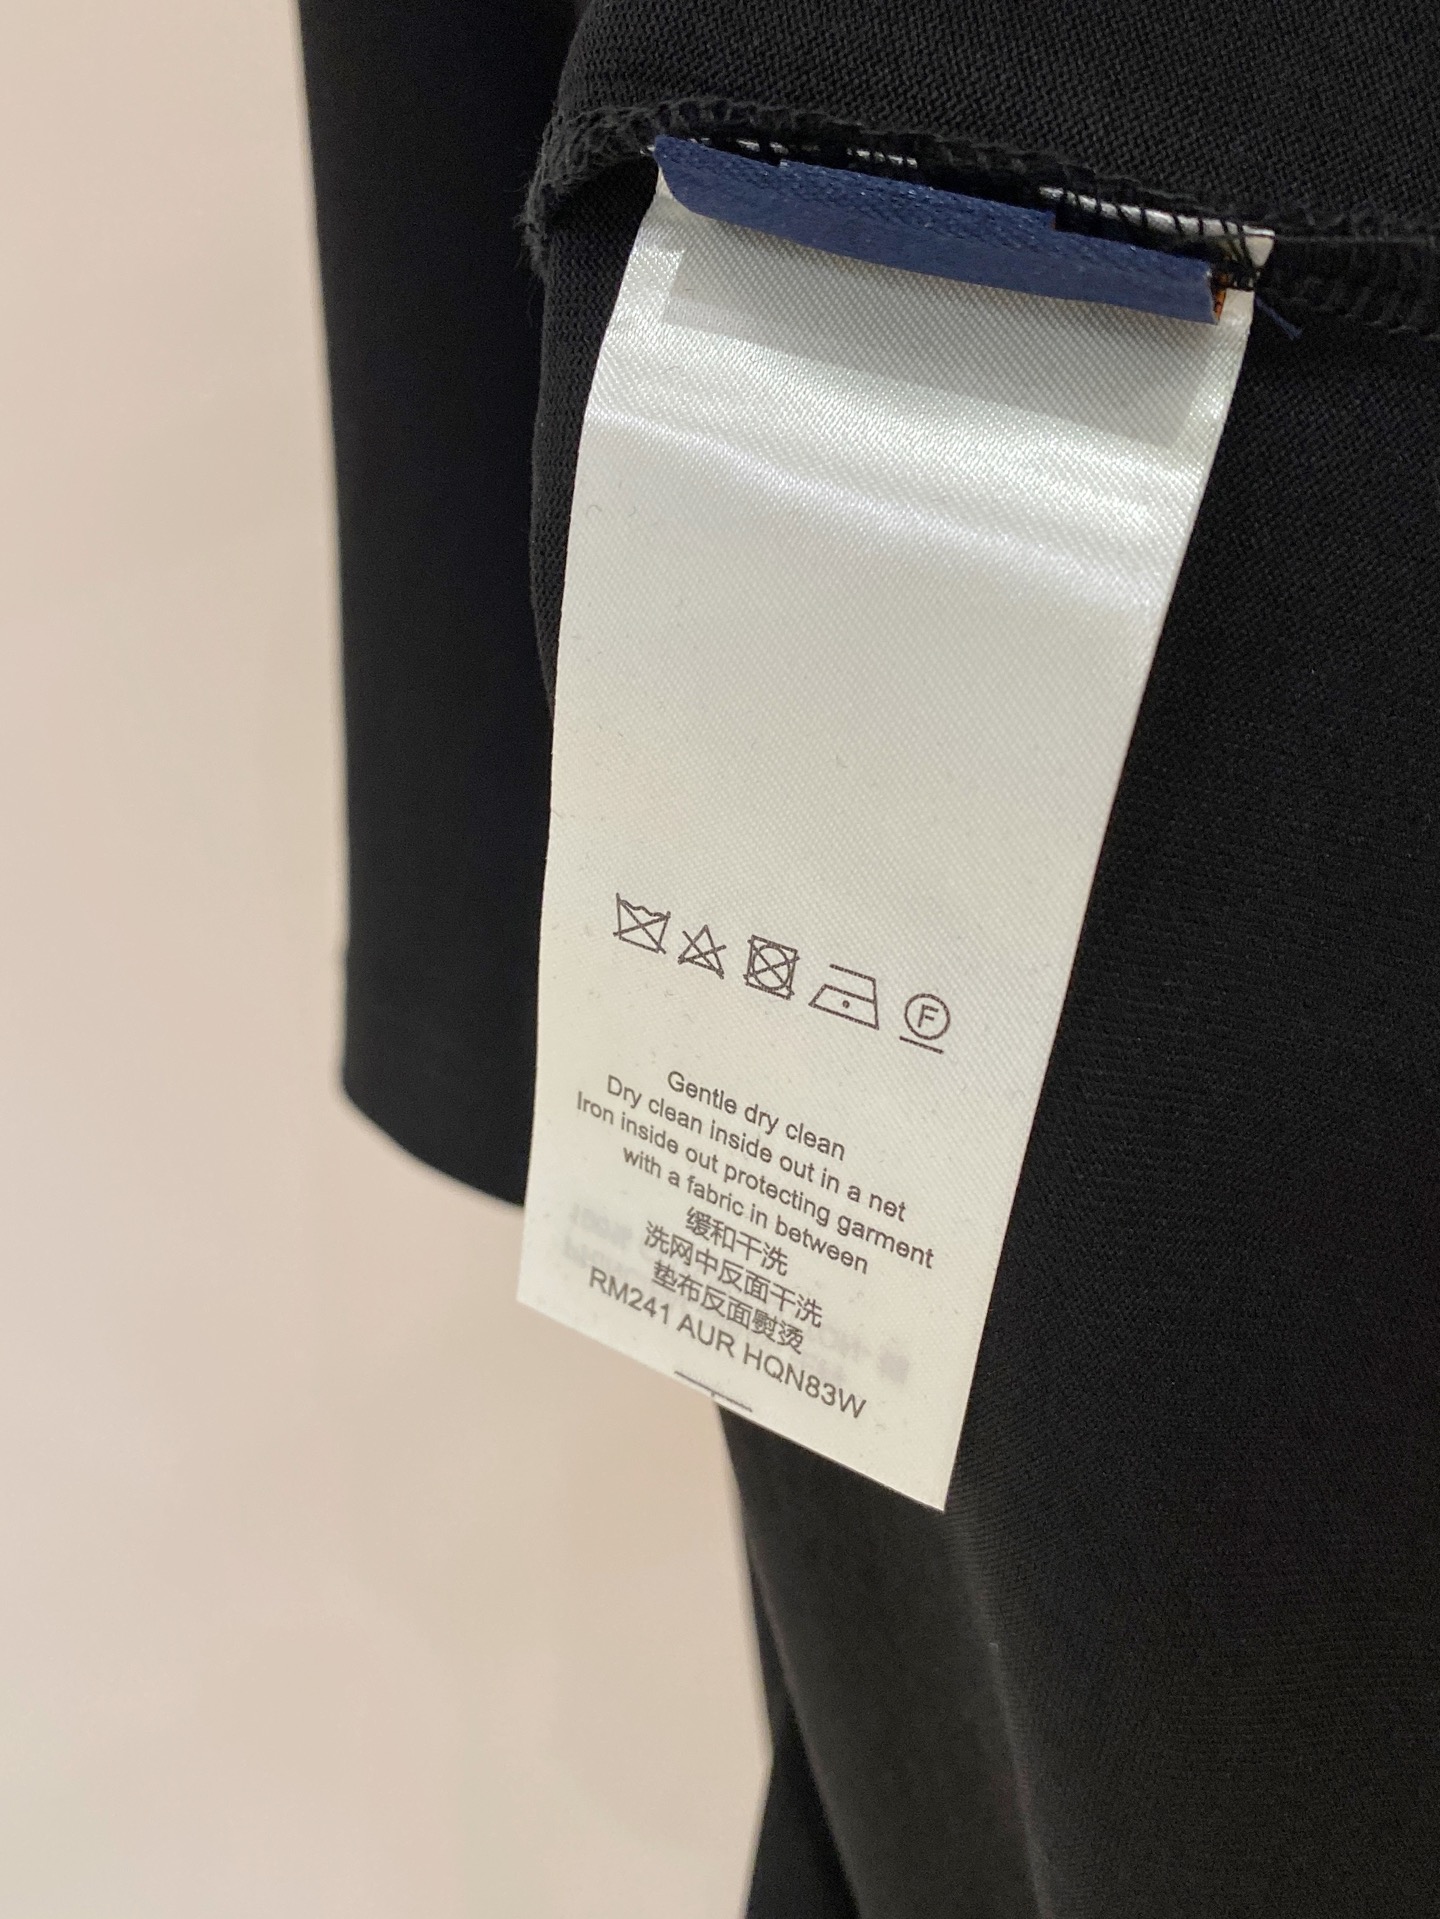 F
Gentle dry clean
Dry clean inside out in a net
Iron inside out protecting garment
with a fabric in between
缓和干洗
洗网中反面干洗
垫布反面熨烫
RM241 AUR HQN83W